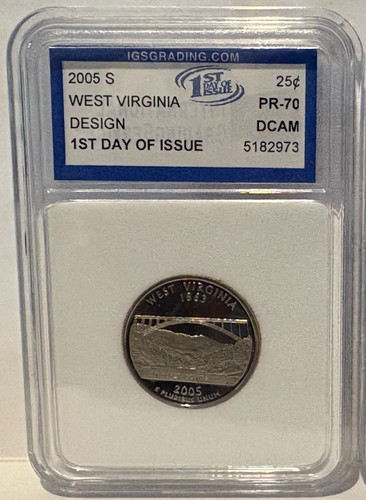 IGSGRADING.COM
2005 S
1ST DAY OF ISSUE
25¢
WEST VIRGINIA
PR-70
DESIGN
DCAM
1ST DAY OF ISSUE
5182973
WEST VIRGINIA
1863
2005
E PLURIBUS UNUM